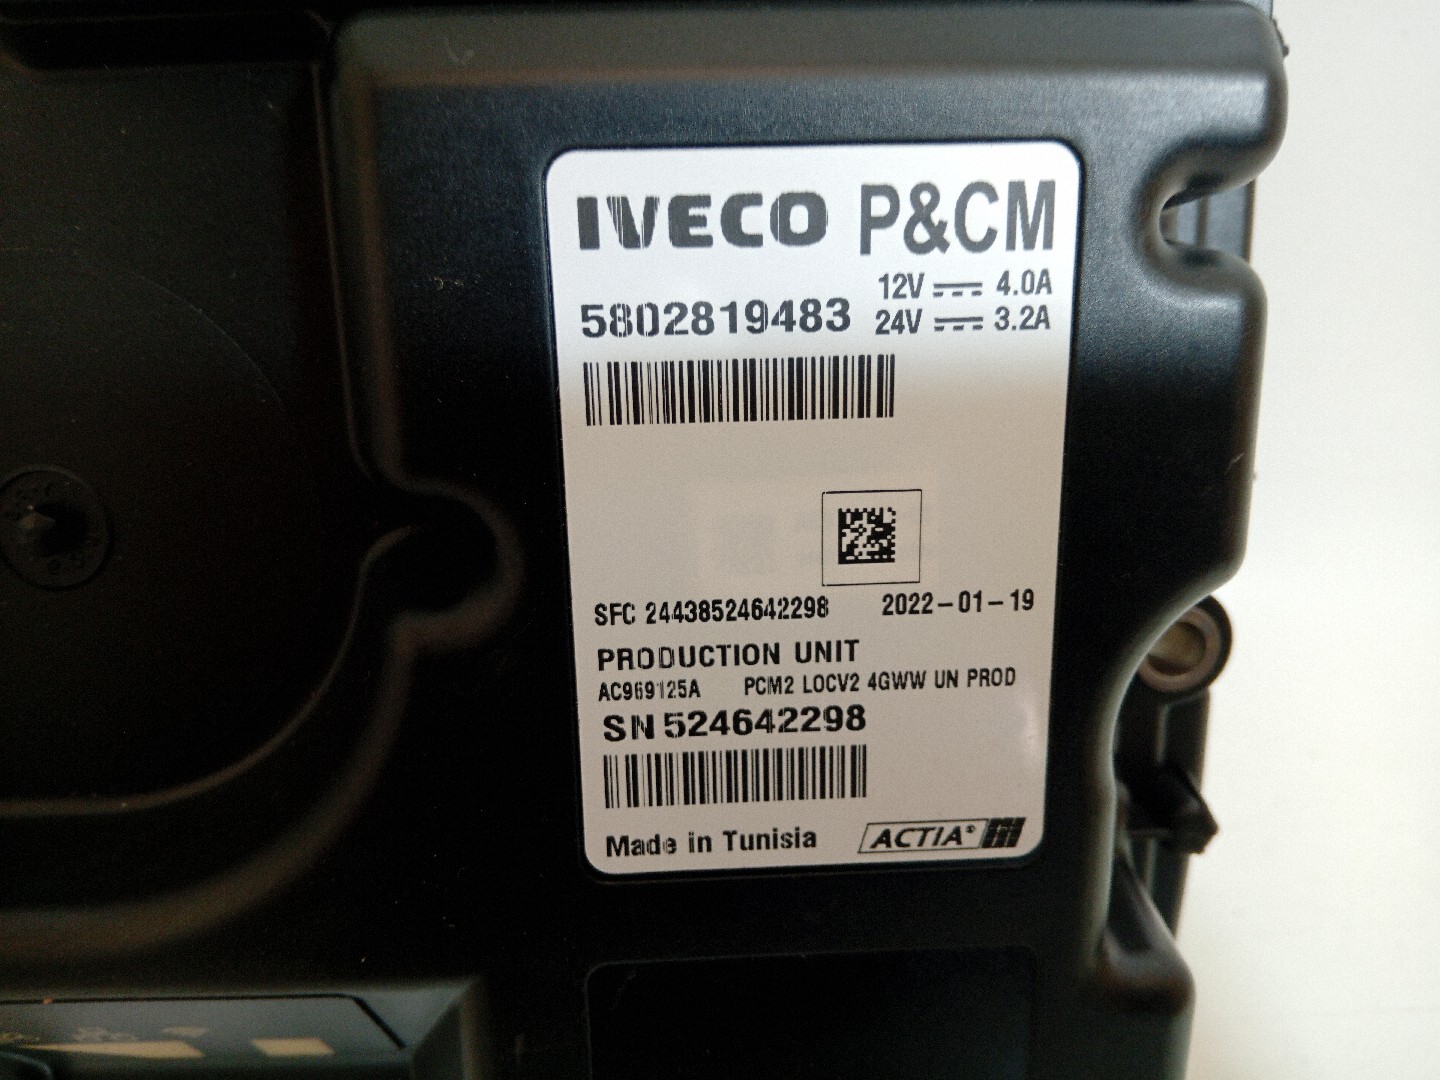 IVECO P&CM
12V 4.0A
5802819483 24V 3.2A
SFC 24438524642298 2022-01-19
PRODUCTION UNIT
AC969125A PCM2 LOCV2 4GWW UN PROD
SN 524642298
Made in Tunisia ACTIA®